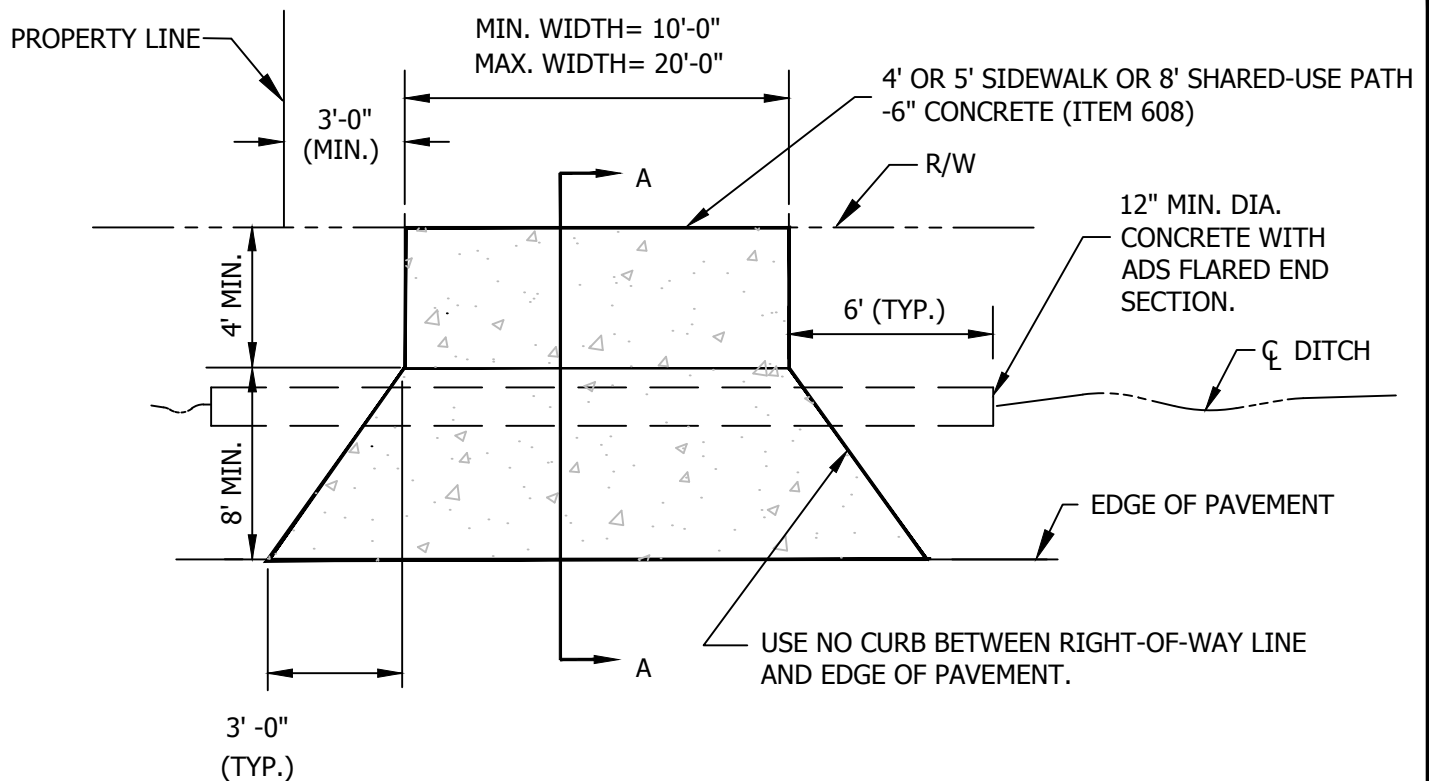 PROPERTY LINE
MIN. WIDTH= 10'-0"
MAX. WIDTH= 20'-0"
4' OR 5' SIDEWALK OR 8' SHARED-USE PATH
-6" CONCRETE (ITEM 608)
3'-0"
(MIN.)
A
R/W
12" MIN. DIA.
CONCRETE WITH
ADS FLARED END
SECTION.
4' MIN.
6' (TYP.)
℄ DITCH
8' MIN.
EDGE OF PAVEMENT
USE NO CURB BETWEEN RIGHT-OF-WAY LINE
AND EDGE OF PAVEMENT.
A
3' -0"
(TYP.)